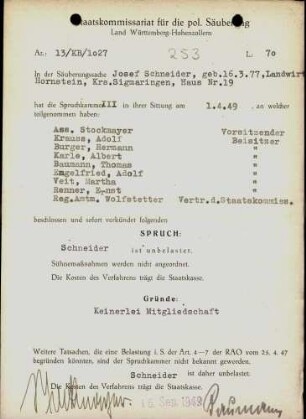 Staatskommissariat für die pol. Säuberung
Land Württemberg-Hohenzollern
Az.: 13/KB/1o27 253 L 7o
In der Säuberungssache Josef Schneider, geb.16.3.77,Landwirt
Hornstein, Krs.Sigmaringen, Haus Nr.19
hat die Spruchkammer XII in ihrer Sitzung am 1.4.49 , an welcher
teilgenommen haben:
Ass. Stockmayer Vorsitzender
Krauss, Adolf Beisitzer
Burger, Hermann "
Karle, Albert "
Baumann, Thomas "
Engelfried, Adolf "
Veit, Martha "
Renner, Ernst "
Reg.Amtm. Wolfstetter Vertr.d.Staatskommiss.
beschlossen und sofort verkündet folgenden
SPRUCH:
Schneider
ist unbelastet.
Sühnemaßnahmen werden nicht angeordnet.
Die Kosten des Verfahrens trägt die Staatskasse.
Gründe:
Keinerlei Mitgliedschaft
Weitere Tatsachen, die eine Belastung i. S. der Art. 4—7 der RAO vom 25. 4. 47
begründen könnten, sind der Spruchkammer nicht bekannt geworden.
Schneider ist daher unbelastet.
Die Kosten des Verfahrens trägt die Staatskasse.
Sep. 1949 Baumann